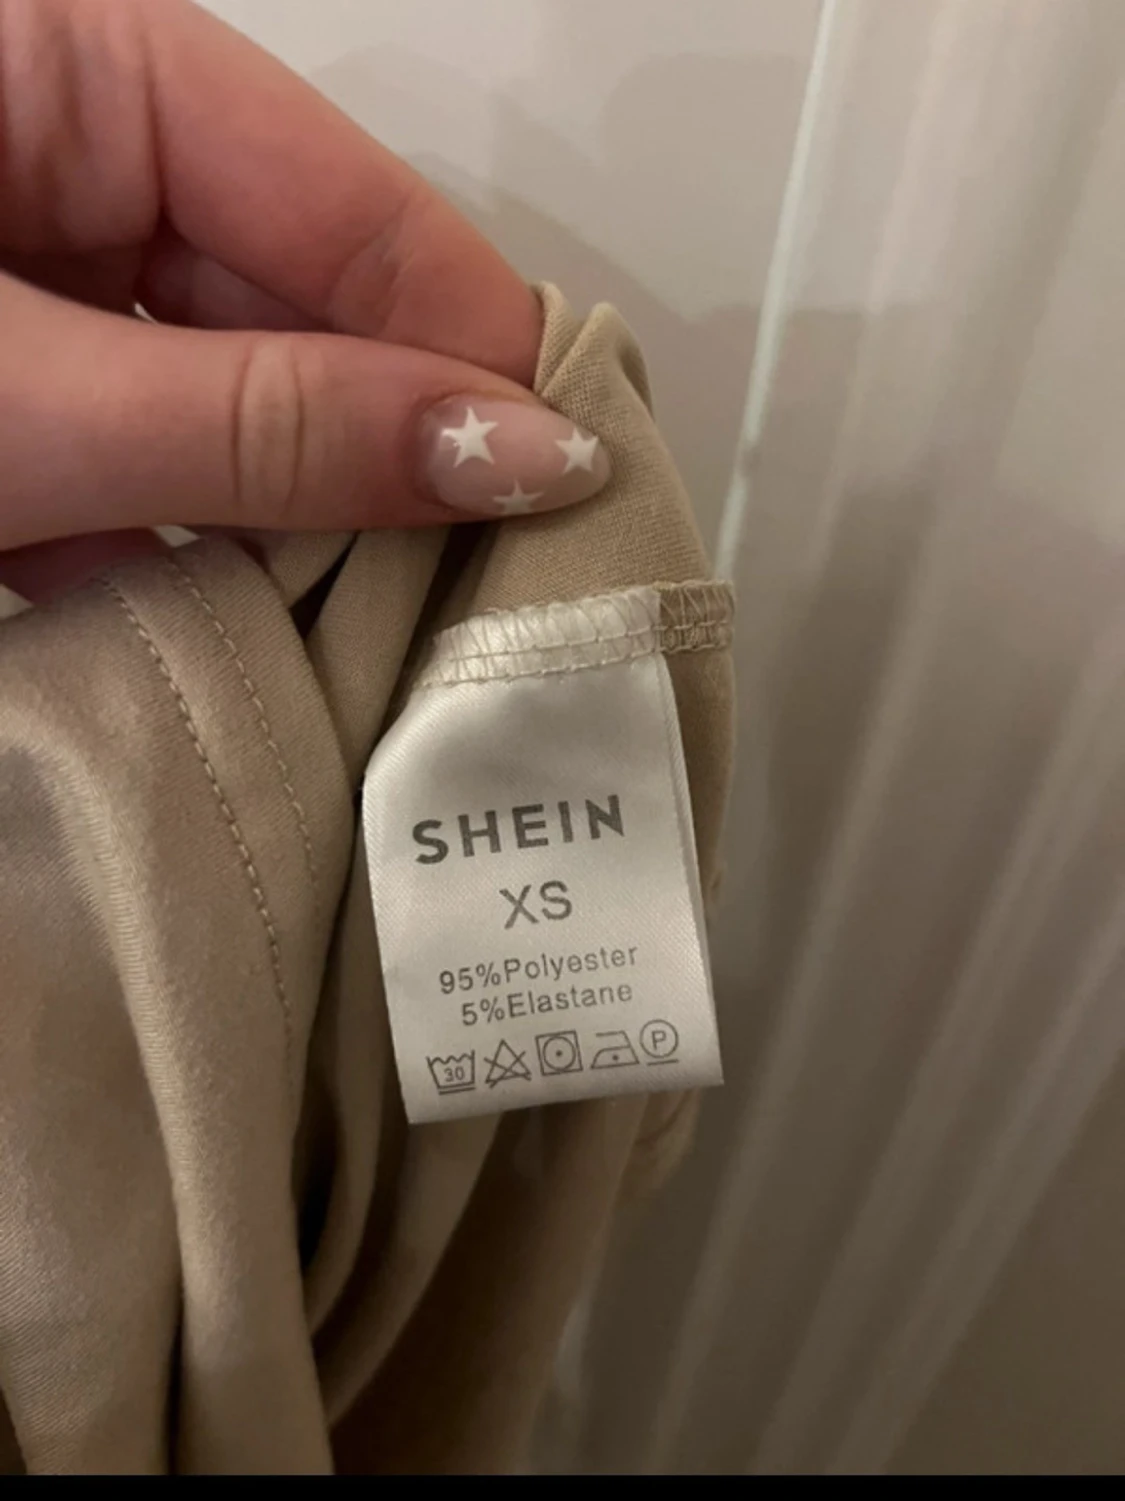 SHEIN
XS
95%Polyester
5%Elastane
30 P